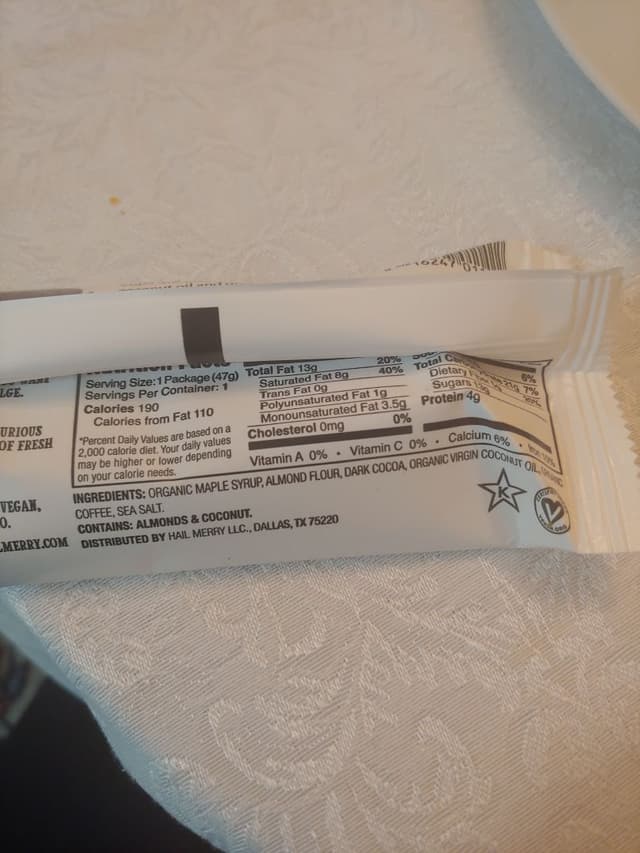 LGE.
URIOUS
OF FRESH
VEGAN,
O.
MERRY.COM
Serving Size:1 Package (47g)
Servings Per Container: 1
Calories 190
Calories from Fat 110
*Percent Daily Values are based on a
2,000 calorie diet. Your daily values
may be higher or lower depending
on your calorie needs.
Total Fat 13g 20%
Saturated Fat 8g 40%
Trans Fat 0g
Polyunsaturated Fat 1g
Monounsaturated Fat 3.5g
Cholesterol 0mg 0%
Total
Dietary
Sugars
Protein 4g
6%
7%
Vitamin A 0% • Vitamin C 0% • Calcium 6% •
INGREDIENTS: ORGANIC MAPLE SYRUP, ALMOND FLOUR, DARK COCOA, ORGANIC VIRGIN COCONUT OIL,
COFFEE, SEA SALT.
CONTAINS: ALMONDS & COCONUT.
DISTRIBUTED BY HAIL MERRY LLC., DALLAS, TX 75220
K
V